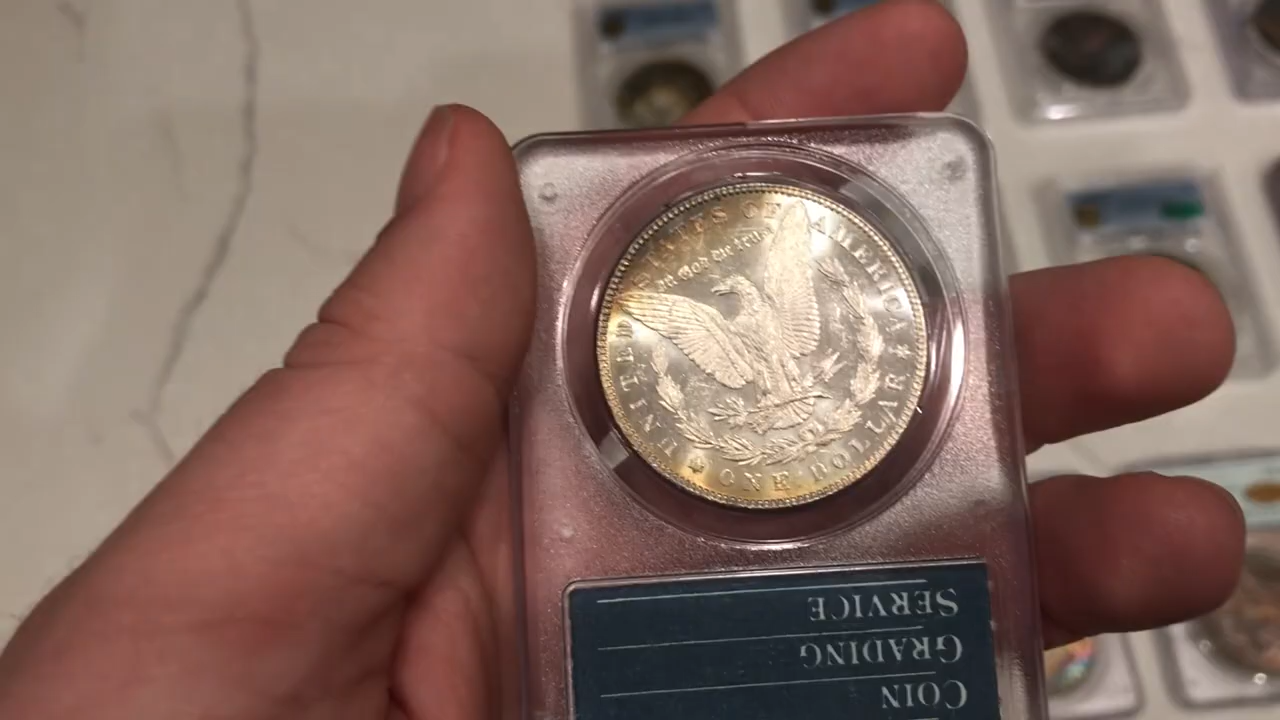 UNITED STATES OF AMERICA
In God we trust
ONE DOLLAR
COIN
GRADING
SERVICE